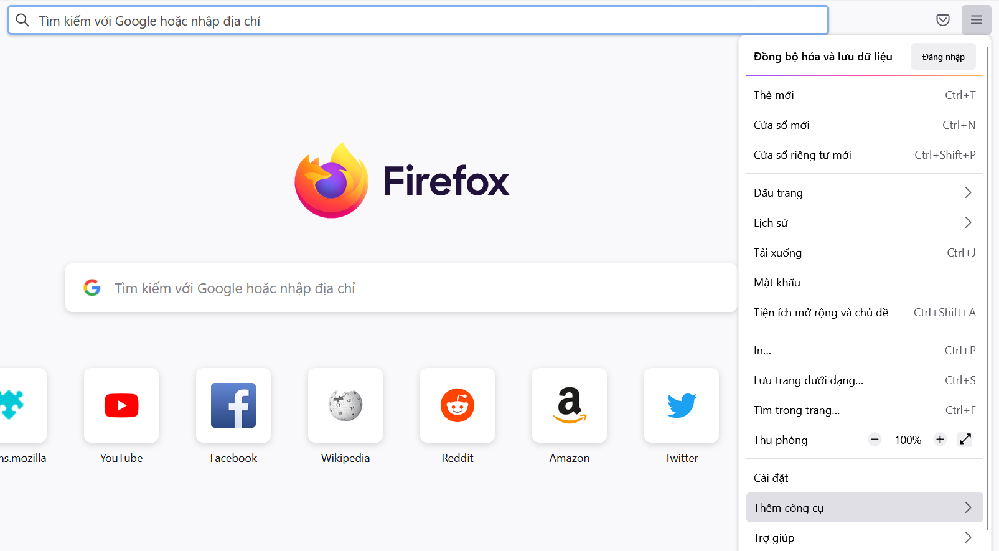 Tìm kiếm với Google hoặc nhập địa chỉ
Đồng bộ hóa và lưu dữ liệu Đăng nhập
Thẻ mới Ctrl+T
Cửa sổ mới Ctrl+N
Cửa sổ riêng tư mới Ctrl+Shift+P
Dấu trang
Lịch sử
Tải xuống Ctrl+J
Mật khẩu
Tiện ích mở rộng và chủ đề Ctrl+Shift+A
In... Ctrl+P
Lưu trang dưới dạng... Ctrl+S
Tìm trong trang... Ctrl+F
Thu phóng − 100% +
Cài đặt
Thêm công cụ
Trợ giúp
Firefox
Tìm kiếm với Google hoặc nhập địa chỉ
ns.mozilla YouTube Facebook Wikipedia Reddit Amazon Twitter